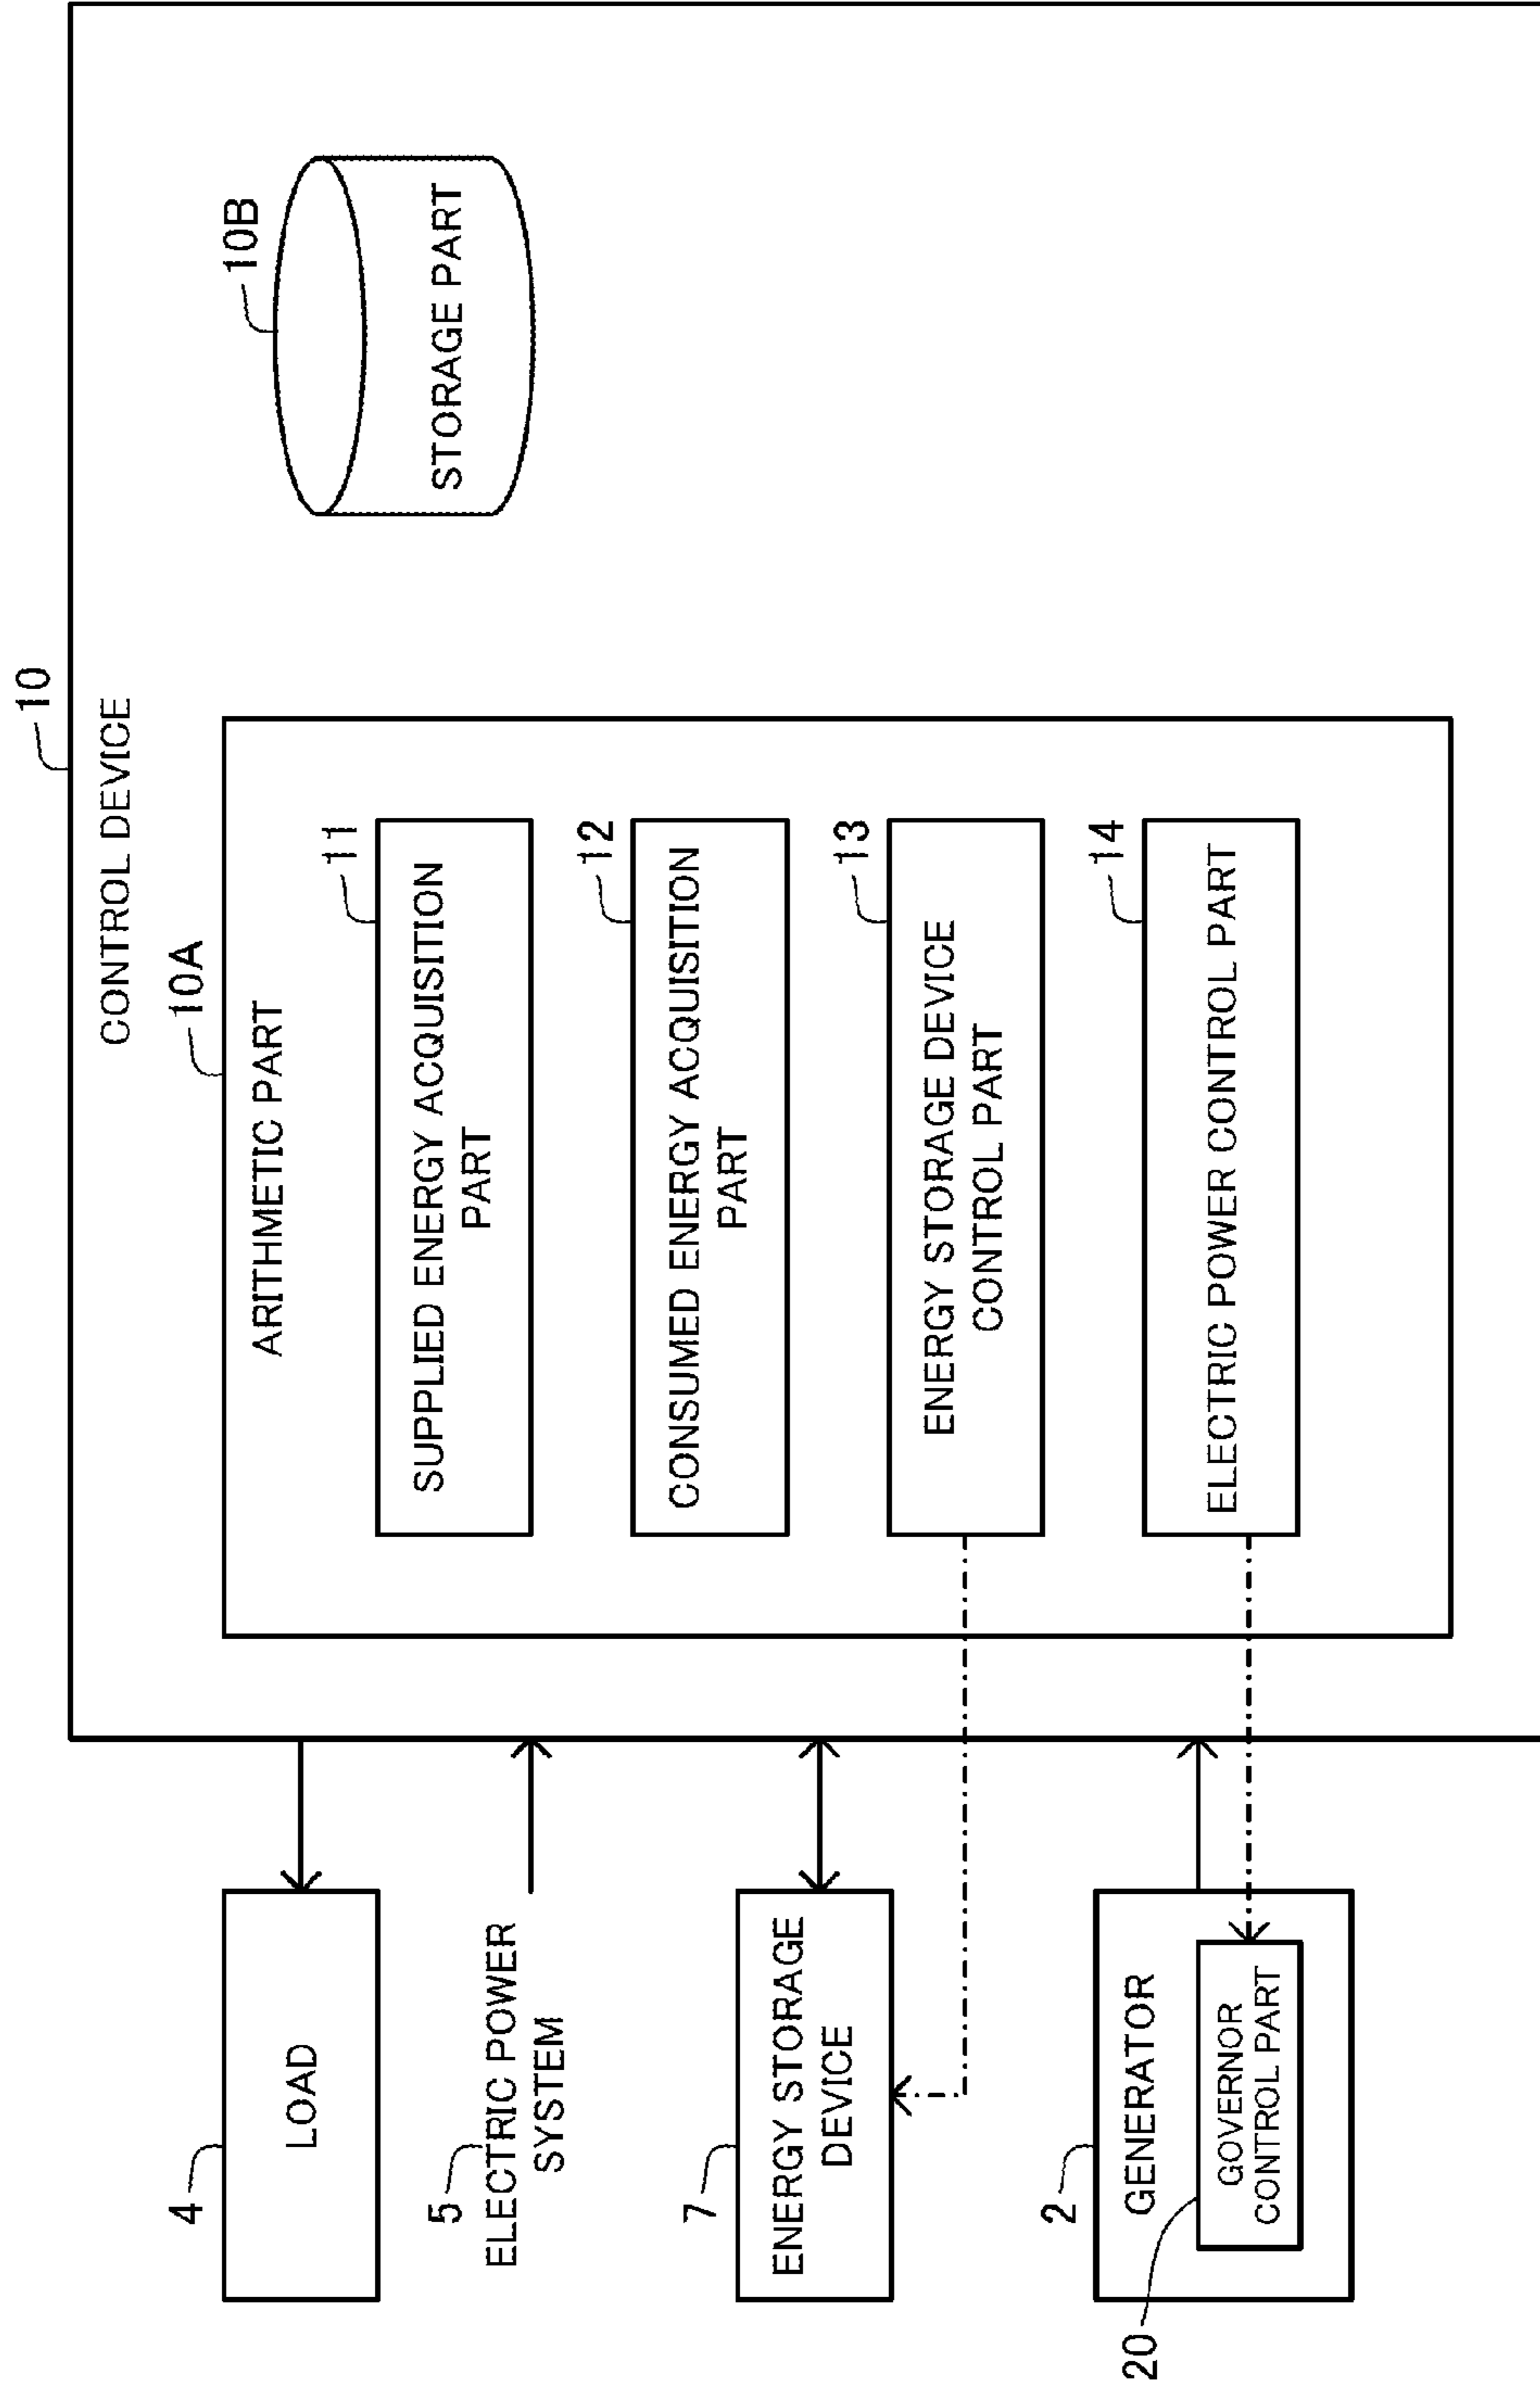 10
CONTROL DEVICE
10A
ARITHMETIC PART
11
SUPPLIED ENERGY ACQUISITION
PART
12
CONSUMED ENERGY ACQUISITION
PART
13
ENERGY STORAGE DEVICE
CONTROL PART
14
ELECTRIC POWER CONTROL PART
10B
STORAGE PART
4
LOAD
5
ELECTRIC POWER
SYSTEM
7
ENERGY STORAGE
DEVICE
2
GENERATOR
20
GOVERNOR
CONTROL PART